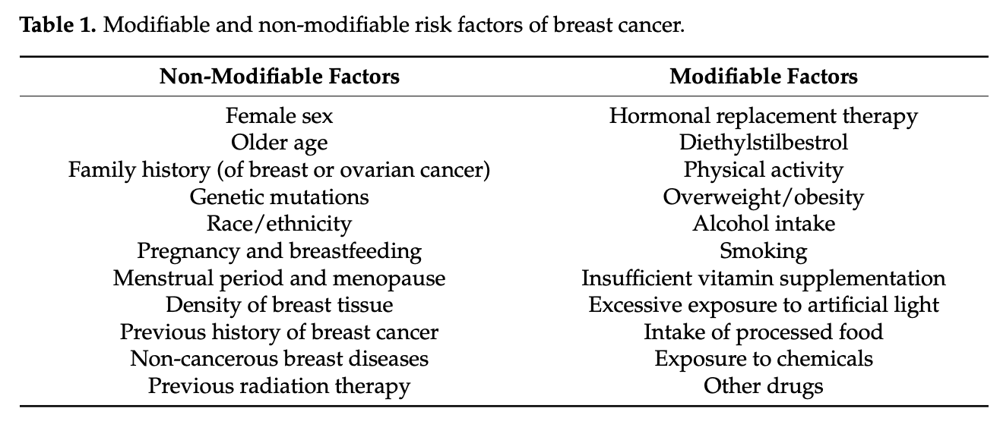 Table 1. Modifiable and non-modifiable risk factors of breast cancer.
Non-Modifiable Factors Modifiable Factors
Female sex Hormonal replacement therapy
Older age Diethylstilbestrol
Family history (of breast or ovarian cancer) Physical activity
Genetic mutations Overweight/obesity
Race/ethnicity Alcohol intake
Pregnancy and breastfeeding Smoking
Menstrual period and menopause Insufficient vitamin supplementation
Density of breast tissue Excessive exposure to artificial light
Previous history of breast cancer Intake of processed food
Non-cancerous breast diseases Exposure to chemicals
Previous radiation therapy Other drugs